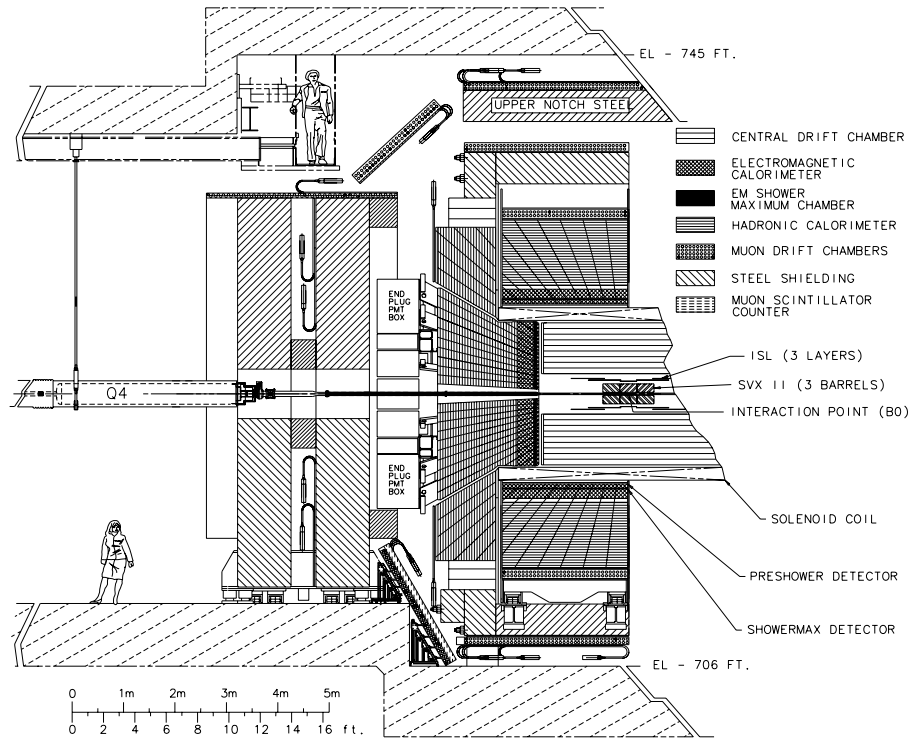 EL - 745 FT.
UPPER NOTCH STEEL
CENTRAL DRIFT CHAMBER
ELECTROMAGNETIC
CALORIMETER
EM SHOWER
MAXIMUM CHAMBER
HADRONIC CALORIMETER
MUON DRIFT CHAMBERS
STEEL SHIELDING
MUON SCINTILLATOR
COUNTER
END
PLUG
PMT
BOX
ISL (3 LAYERS)
Q4
SVX II (3 BARRELS)
INTERACTION POINT (B0)
END
PLUG
PMT
BOX
SOLENOID COIL
PRESHOWER DETECTOR
SHOWERMAX DETECTOR
EL - 706 FT.
0 1m 2m 3m 4m 5m
0 2 4 6 8 10 12 14 16 ft.